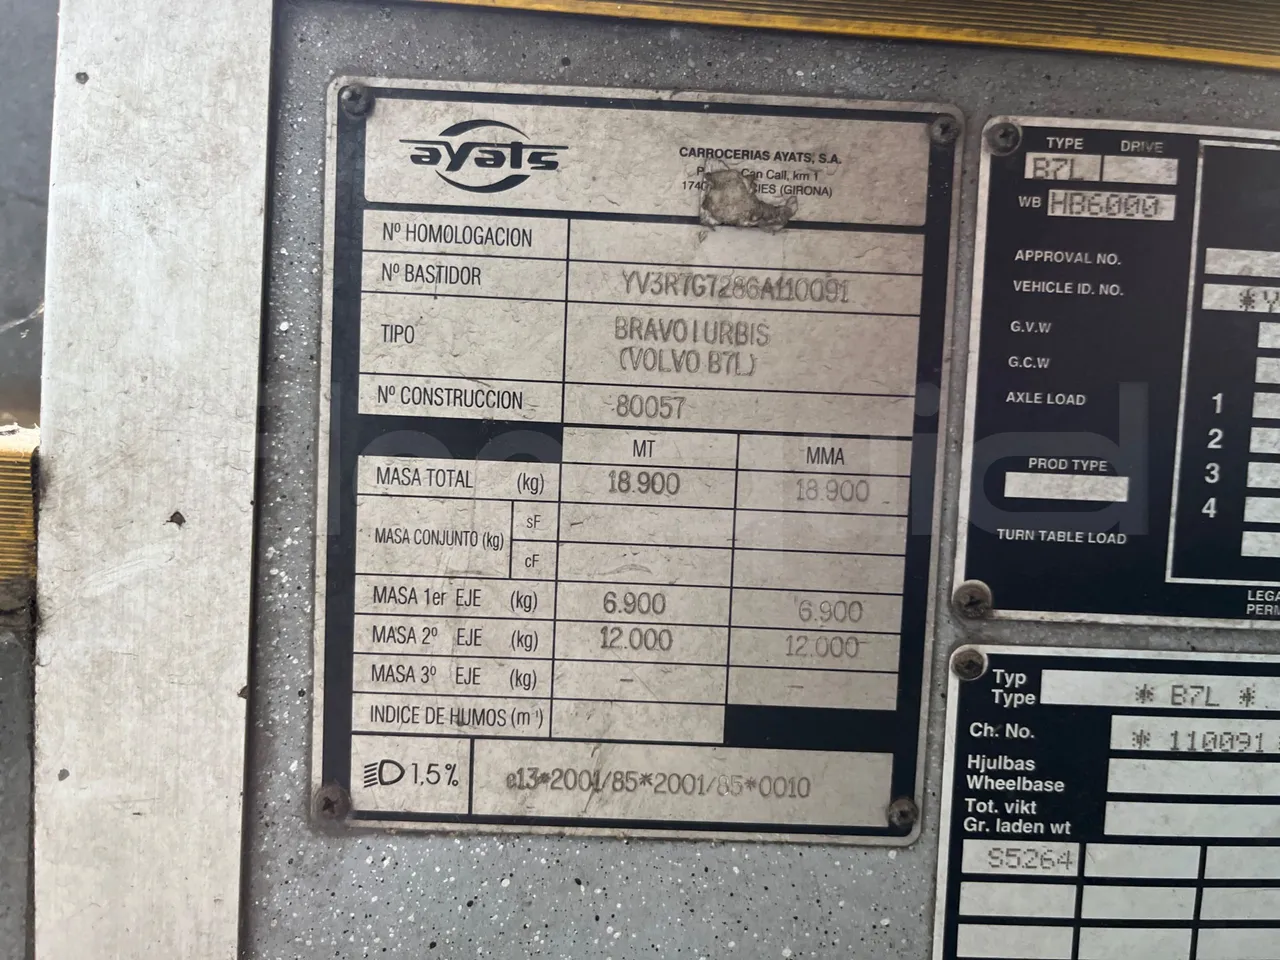 ayats
CARROCERIAS AYATS, S.A.
Can Call, km 1
(GIRONA)
Nº HOMOLOGACION
Nº BASTIDOR YV3R7G7286A110091
TIPO BRAVO I URBIS
(VOLVO B7L)
Nº CONSTRUCCION 80057
MT MMA
MASA TOTAL (kg) 18.900 18.900
MASA CONJUNTO (kg) sF -
cF
MASA 1er EJE (kg) 6.900 6.900
MASA 2º EJE (kg) 12.000 12.000
MASA 3º EJE (kg) - -
INDICE DE HUMOS (m⁻¹)
1,5% e13*2001/85*2001/85*0010
TYPE DRIVE
B7L
WB HB6000
APPROVAL NO.
VEHICLE ID. NO. *Y
G.V.W
G.C.W
AXLE LOAD 1
2
PROD TYPE 3
4
TURN TABLE LOAD
Typ
Type * B7L *
Ch. No. * 110091
Hjulbas
Wheelbase
Tot. vikt
Gr. laden wt
S5264